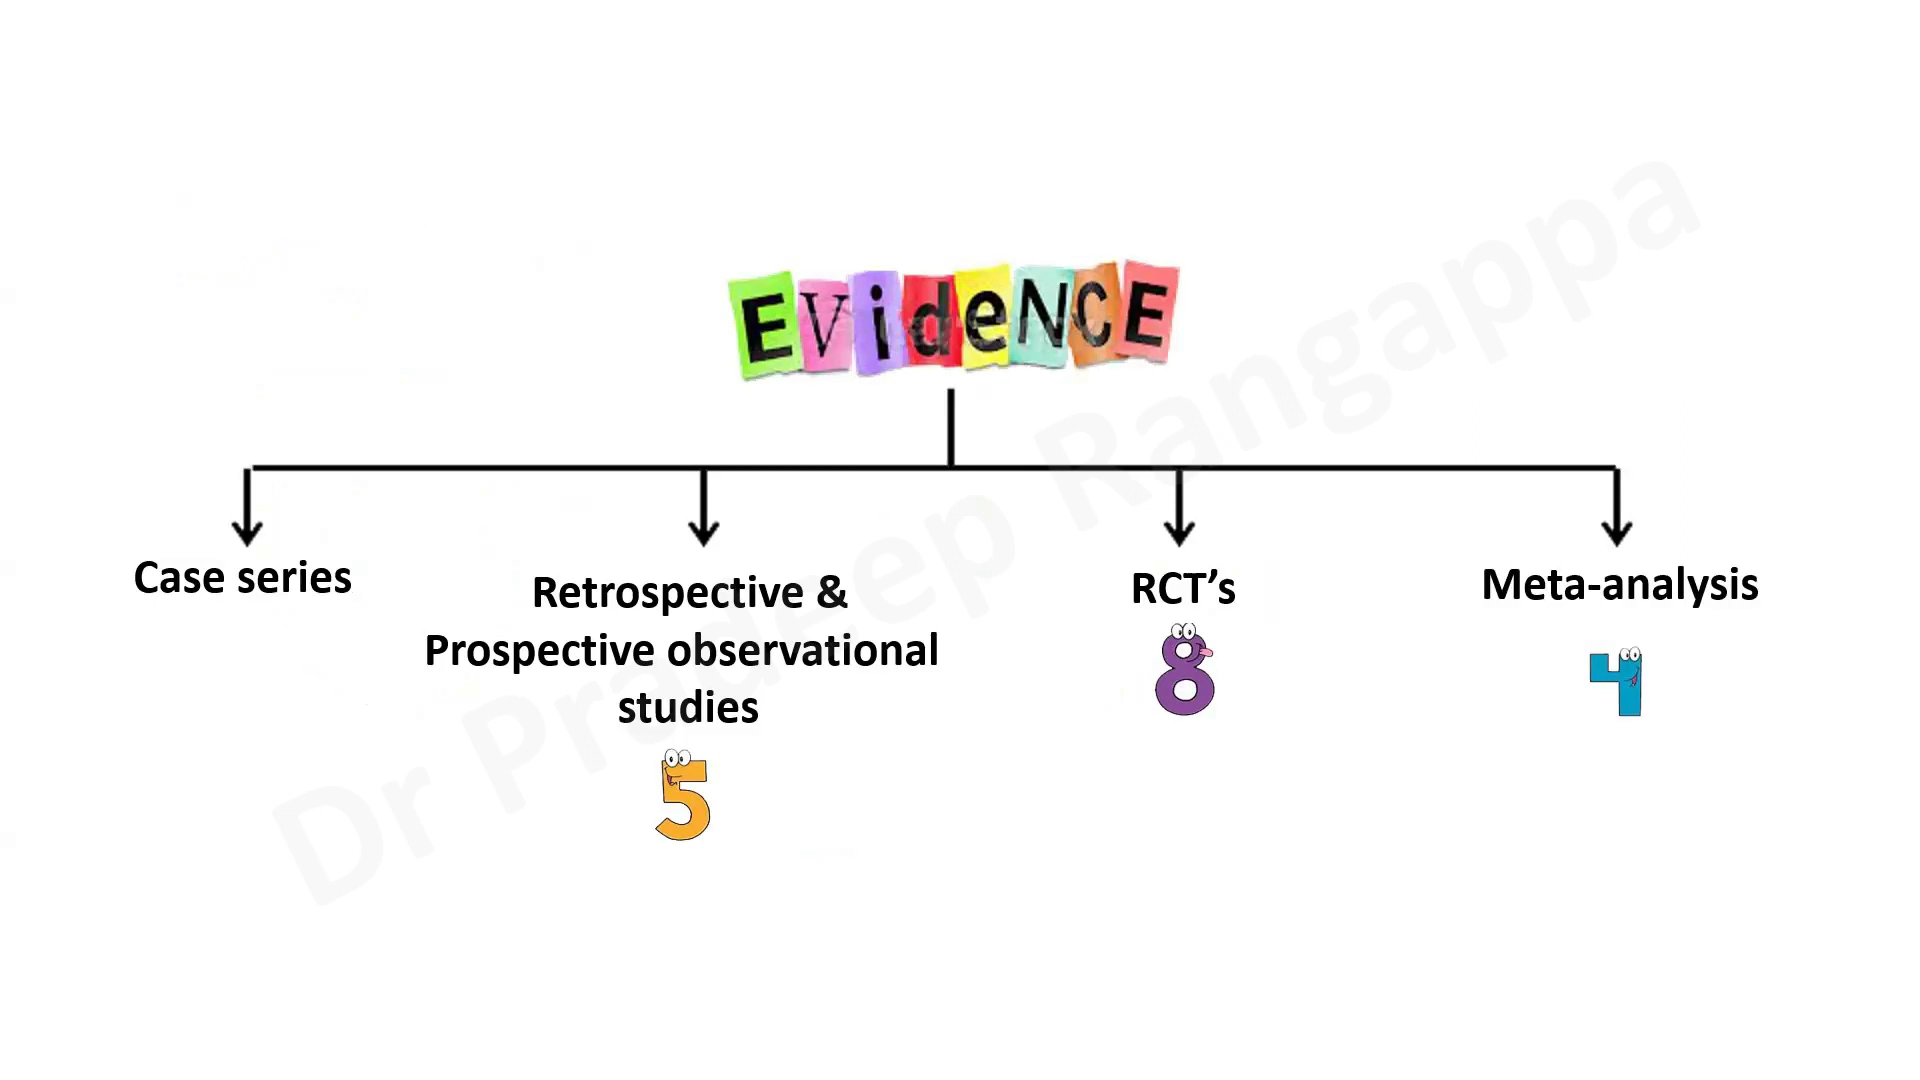 EVideNCE
Case series
Retrospective &
Prospective observational
studies
5
RCT’s
8
Meta-analysis
4
Dr Pradeep Rangappa